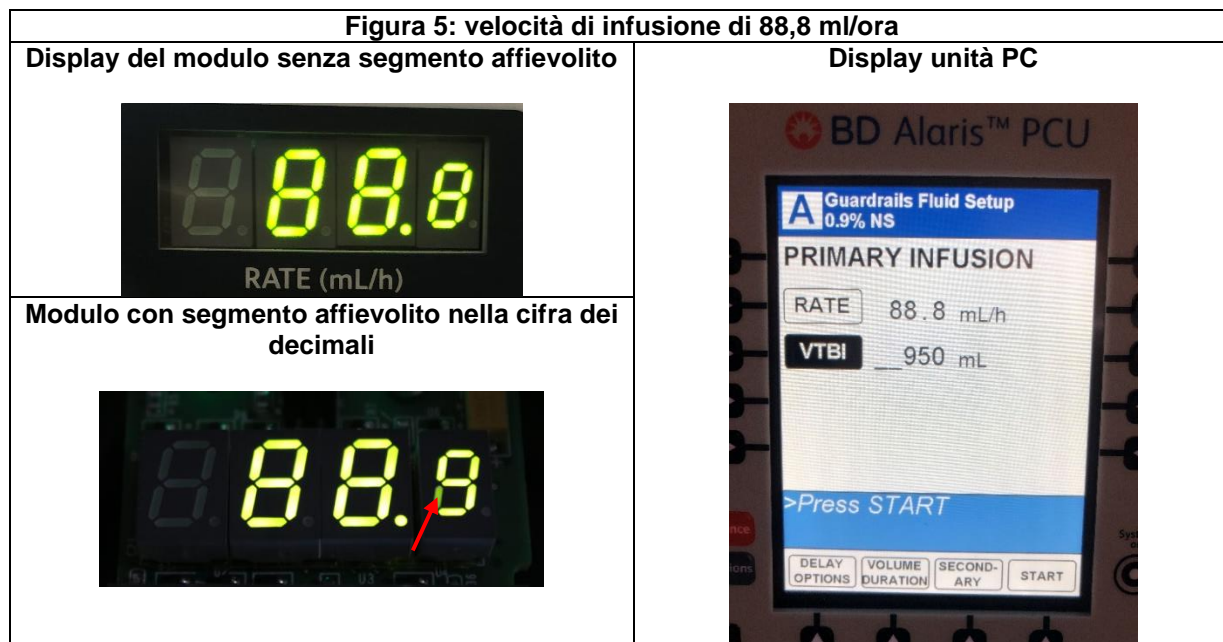 Figura 5: velocità di infusione di 88,8 ml/ora
Display del modulo senza segmento affievolito
88.8
RATE (mL/h)
Modulo con segmento affievolito nella cifra dei
decimali
88.9
Display unità PC
BD Alaris™ PCU
A Guardrails Fluid Setup
0.9% NS
PRIMARY INFUSION
RATE 88.8 mL/h
VTBI __950 mL
>Press START
DELAY OPTIONS
VOLUME DURATION
SECOND-ARY
START